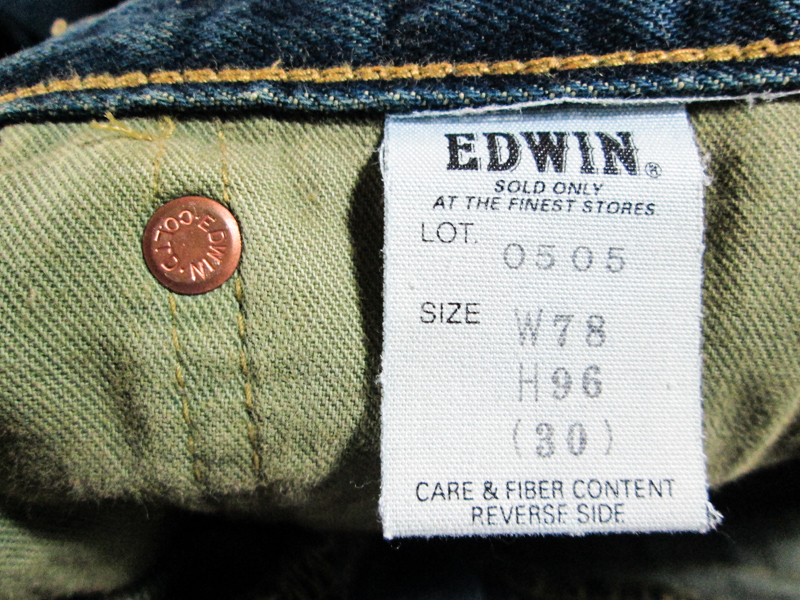 EDWIN®
SOLD ONLY
AT THE FINEST STORES
LOT. 0505
SIZE W78
H96
(30)
CARE & FIBER CONTENT
REVERSE SIDE
EDWIN·CO.LTD.